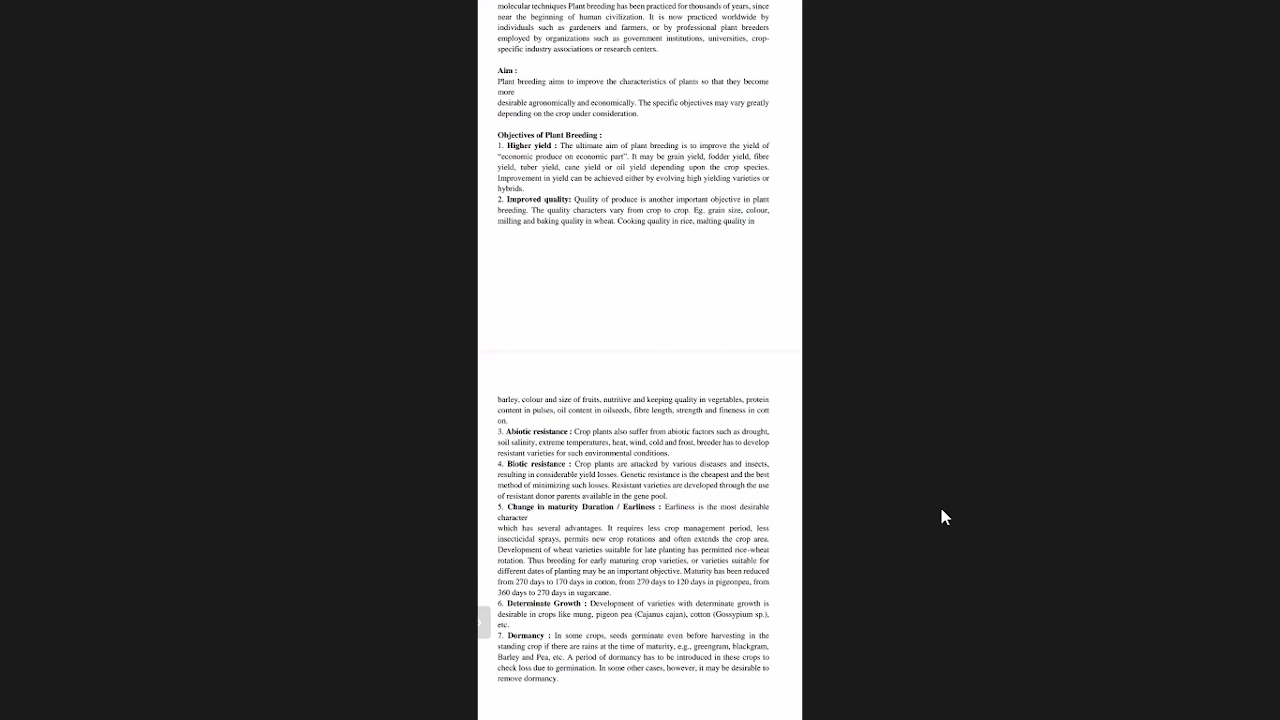 molecular techniques Plant breeding has been practiced for thousands of years, since
near the beginning of human civilization. It is now practiced worldwide by
individuals such as gardeners and farmers, or by professional plant breeders
employed by organizations such as government institutions, universities, crop-
specific industry associations or research centers.
Aim :
Plant breeding aims to improve the characteristics of plants so that they become
more
desirable agronomically and economically. The specific objectives may vary greatly
depending on the crop under consideration.
Objectives of Plant Breeding :
1. Higher yield : The ultimate aim of plant breeding is to improve the yield of
“economic produce on economic part”. It may be grain yield, fodder yield, fibre
yield, tuber yield, cane yield or oil yield depending upon the crop species.
Improvement in yield can be achieved either by evolving high yielding varieties or
hybrids.
2. Improved quality: Quality of produce is another important objective in plant
breeding. The quality characters vary from crop to crop. Eg. grain size, colour,
milling and baking quality in wheat. Cooking quality in rice, malting quality in
barley, colour and size of fruits, nutritive and keeping quality in vegetables, protein
content in pulses, oil content in oilseeds, fibre length, strength and fineness in cott
on.
3. Abiotic resistance : Crop plants also suffer from abiotic factors such as drought,
soil salinity, extreme temperatures, heat, wind, cold and frost, breeder has to develop
resistant varieties for such environmental conditions.
4. Biotic resistance : Crop plants are attacked by various diseases and insects,
resulting in considerable yield losses. Genetic resistance is the cheapest and the best
method of minimizing such losses. Resistant varieties are developed through the use
of resistant donor parents available in the gene pool.
5. Change in maturity Duration / Earliness : Earliness is the most desirable
character
which has several advantages. It requires less crop management period, less
insecticidal sprays, permits new crop rotations and often extends the crop area.
Development of wheat varieties suitable for late planting has permitted rice-wheat
rotation. Thus breeding for early maturing crop varieties, or varieties suitable for
different dates of planting may be an important objective. Maturity has been reduced
from 270 days to 170 days in cotton, from 270 days to 120 days in pigeonpea, from
360 days to 270 days in sugarcane.
6. Determinate Growth : Development of varieties with determinate growth is
desirable in crops like mung, pigeon pea (Cajanus cajan), cotton (Gossypium sp.),
etc.
7. Dormancy : In some crops, seeds germinate even before harvesting in the
standing crop if there are rains at the time of maturity, e.g., greengram, blackgram,
Barley and Pea, etc. A period of dormancy has to be introduced in these crops to
check loss due to germination. In some other cases, however, it may be desirable to
remove dormancy.